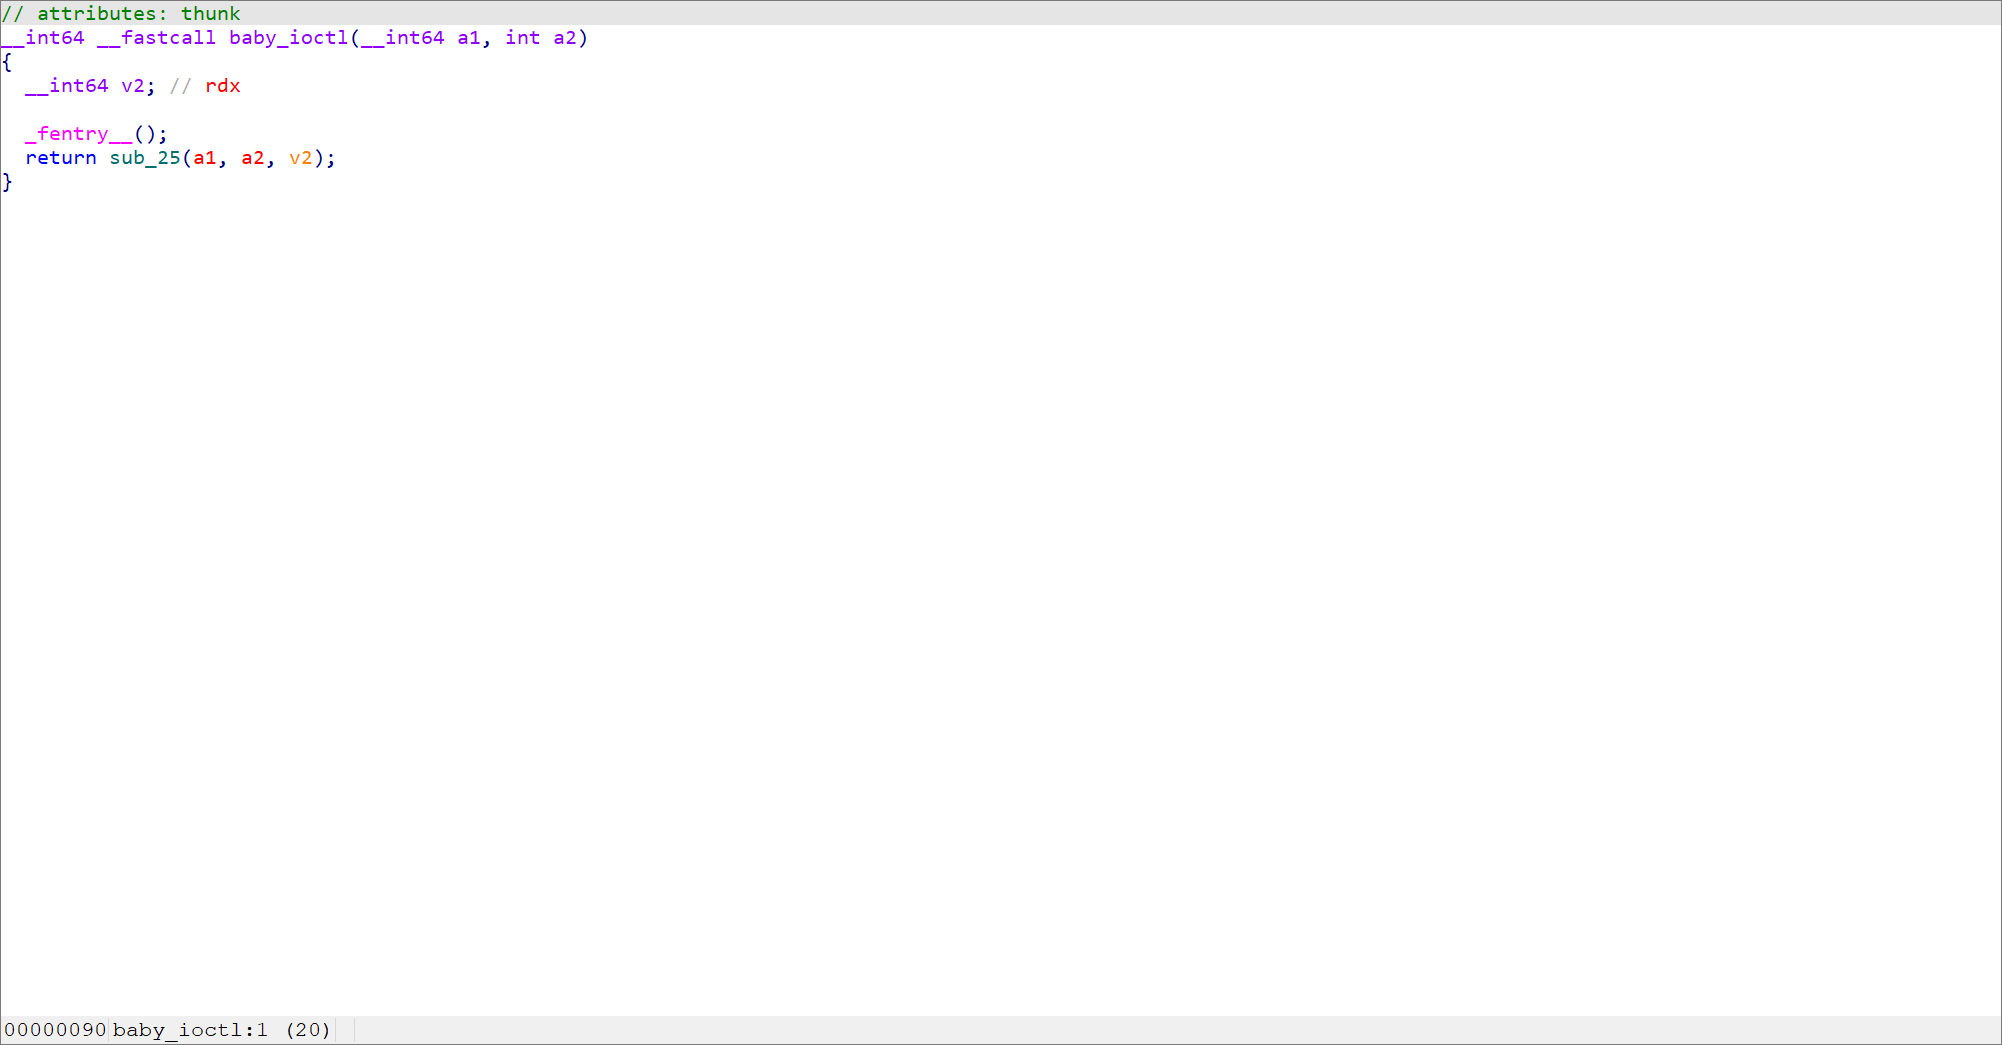 // attributes: thunk
__int64 __fastcall baby_ioctl(__int64 a1, int a2)
{
  __int64 v2; // rdx
  _fentry__();
  return sub_25(a1, a2, v2);
}
00000090 baby_ioctl:1 (20)